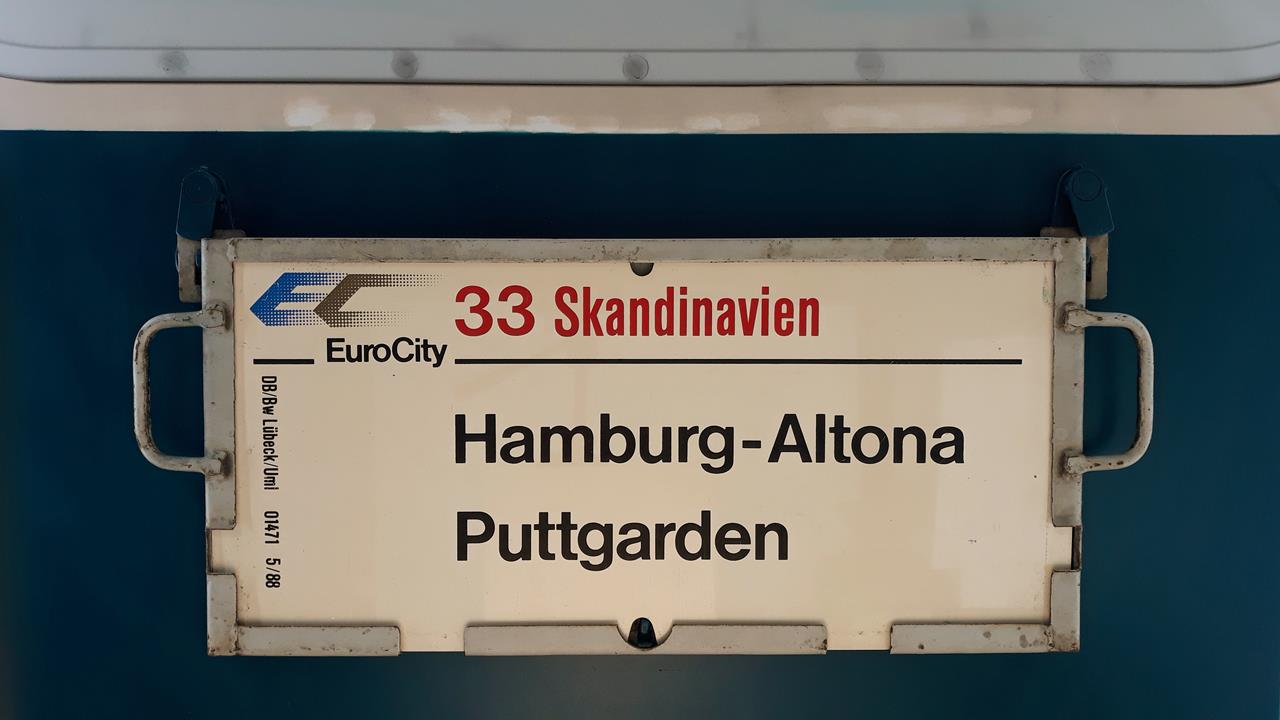 EC 33 Skandinavien
EuroCity
Hamburg-Altona
Puttgarden
DB/Bw Lübeck/Uml 01471 5/88